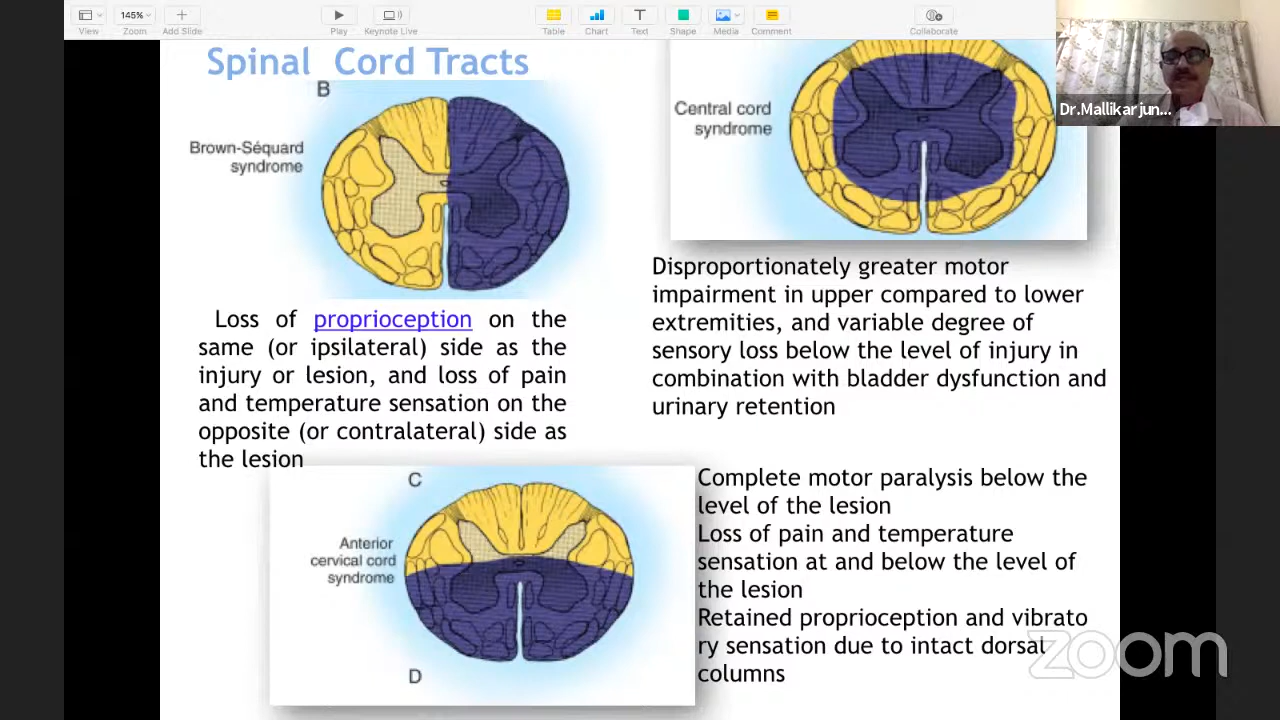 View
145%
Zoom
Add Slide
Play
Keynote Live
Table
Chart
Text
Shape
Media
Comment
Collaborate
Dr.Mallikarjun...
Spinal Cord Tracts
B
Brown-Séquard
syndrome
Central cord
syndrome
Loss of proprioception on the
same (or ipsilateral) side as the
injury or lesion, and loss of pain
and temperature sensation on the
opposite (or contralateral) side as
the lesion
Disproportionately greater motor
impairment in upper compared to lower
extremities, and variable degree of
sensory loss below the level of injury in
combination with bladder dysfunction and
urinary retention
C
Anterior
cervical cord
syndrome
D
Complete motor paralysis below the
level of the lesion
Loss of pain and temperature
sensation at and below the level of
the lesion
Retained proprioception and vibrato
ry sensation due to intact dorsal
columns
zoom